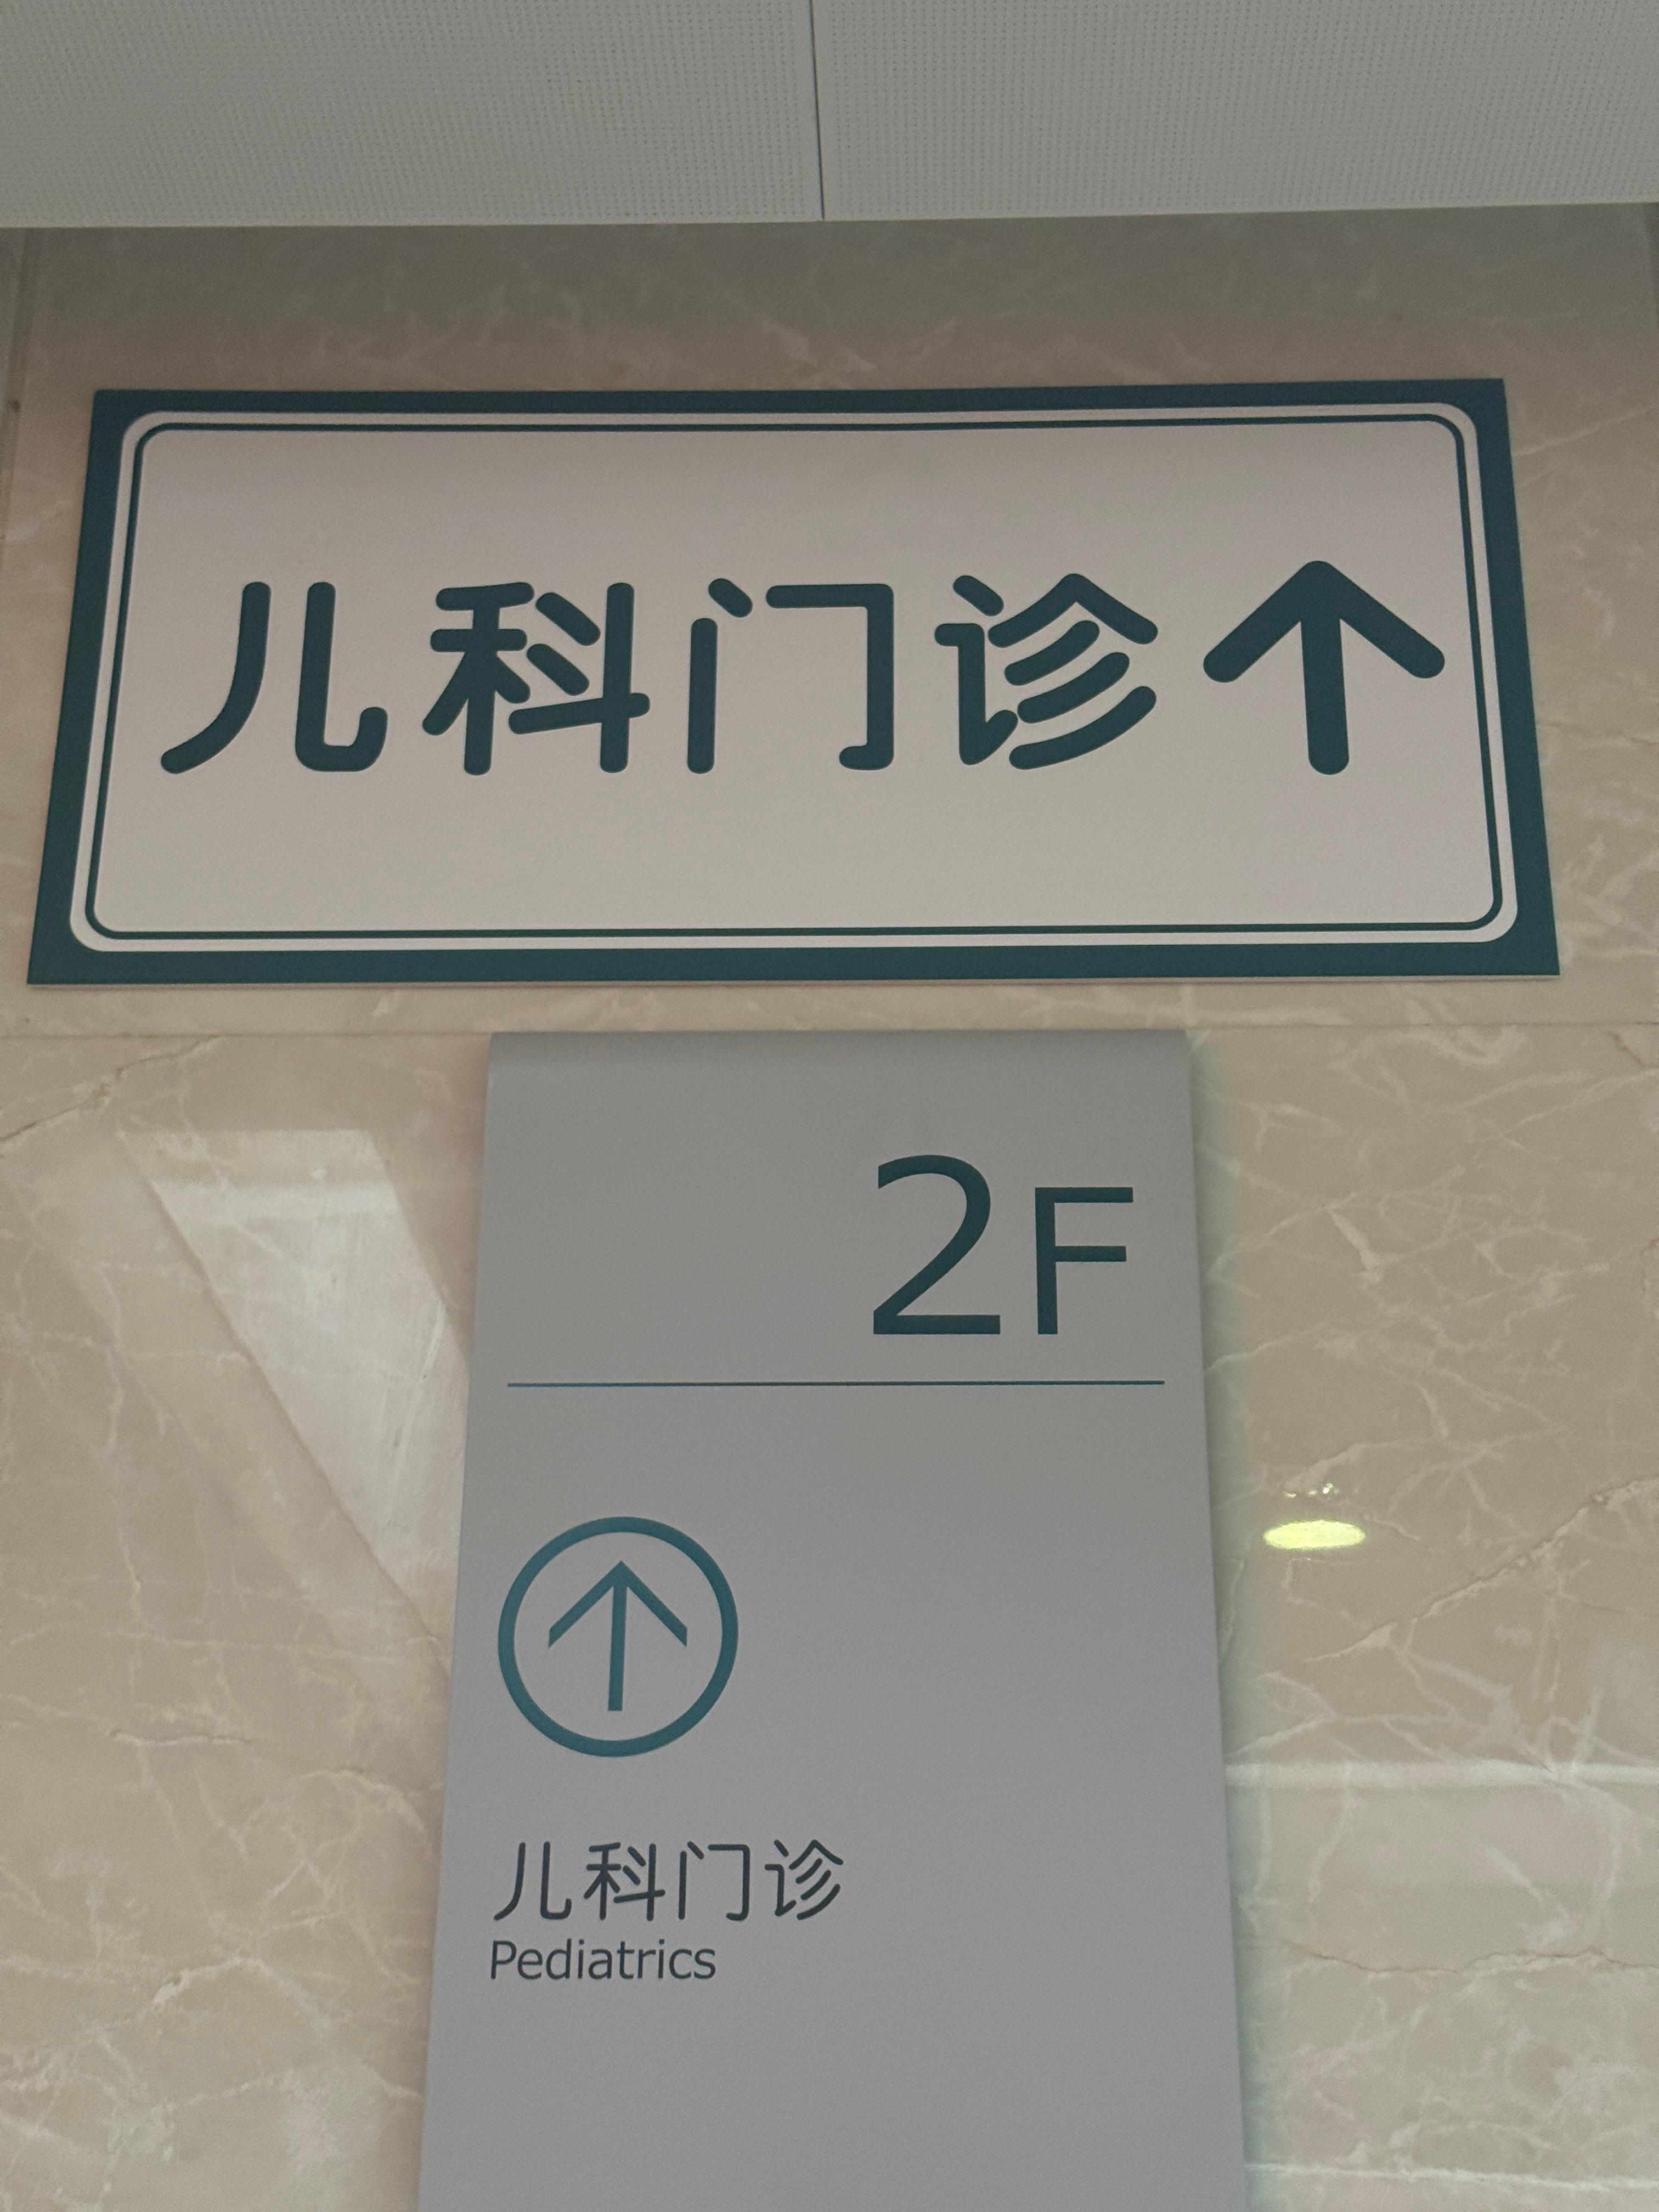 儿科门诊↑
2F
↑
儿科门诊
Pediatrics